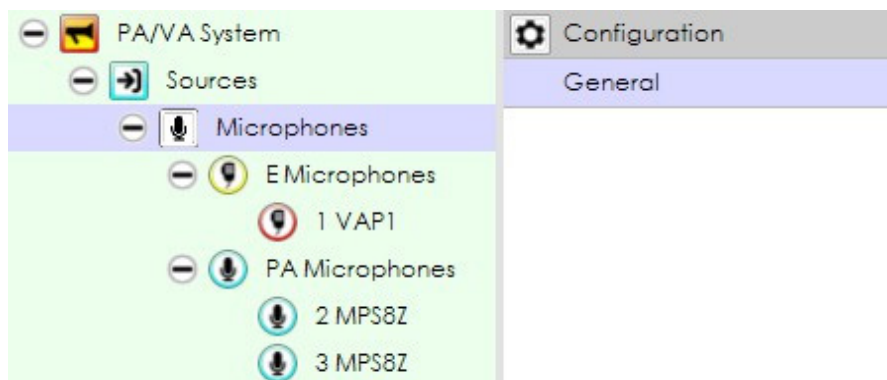 PA/VA System
Sources
Microphones
E Microphones
1 VAP1
PA Microphones
2 MPS8Z
3 MPS8Z
Configuration
General